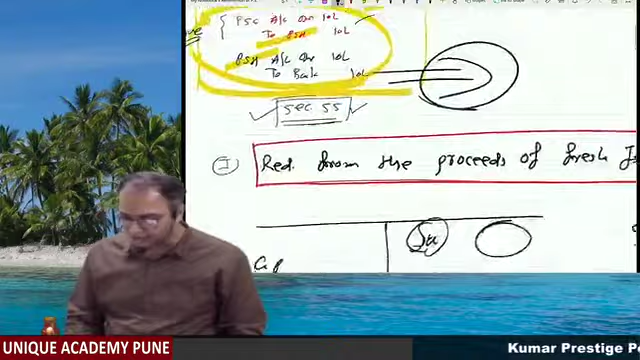 PSC A/c Dr 10L
To PSH 10L
PSH A/c Dr 10L
To Bank 10L
Sec. 55
I Red. from the proceeds of fresh
UNIQUE ACADEMY PUNE
Kumar Prestige P